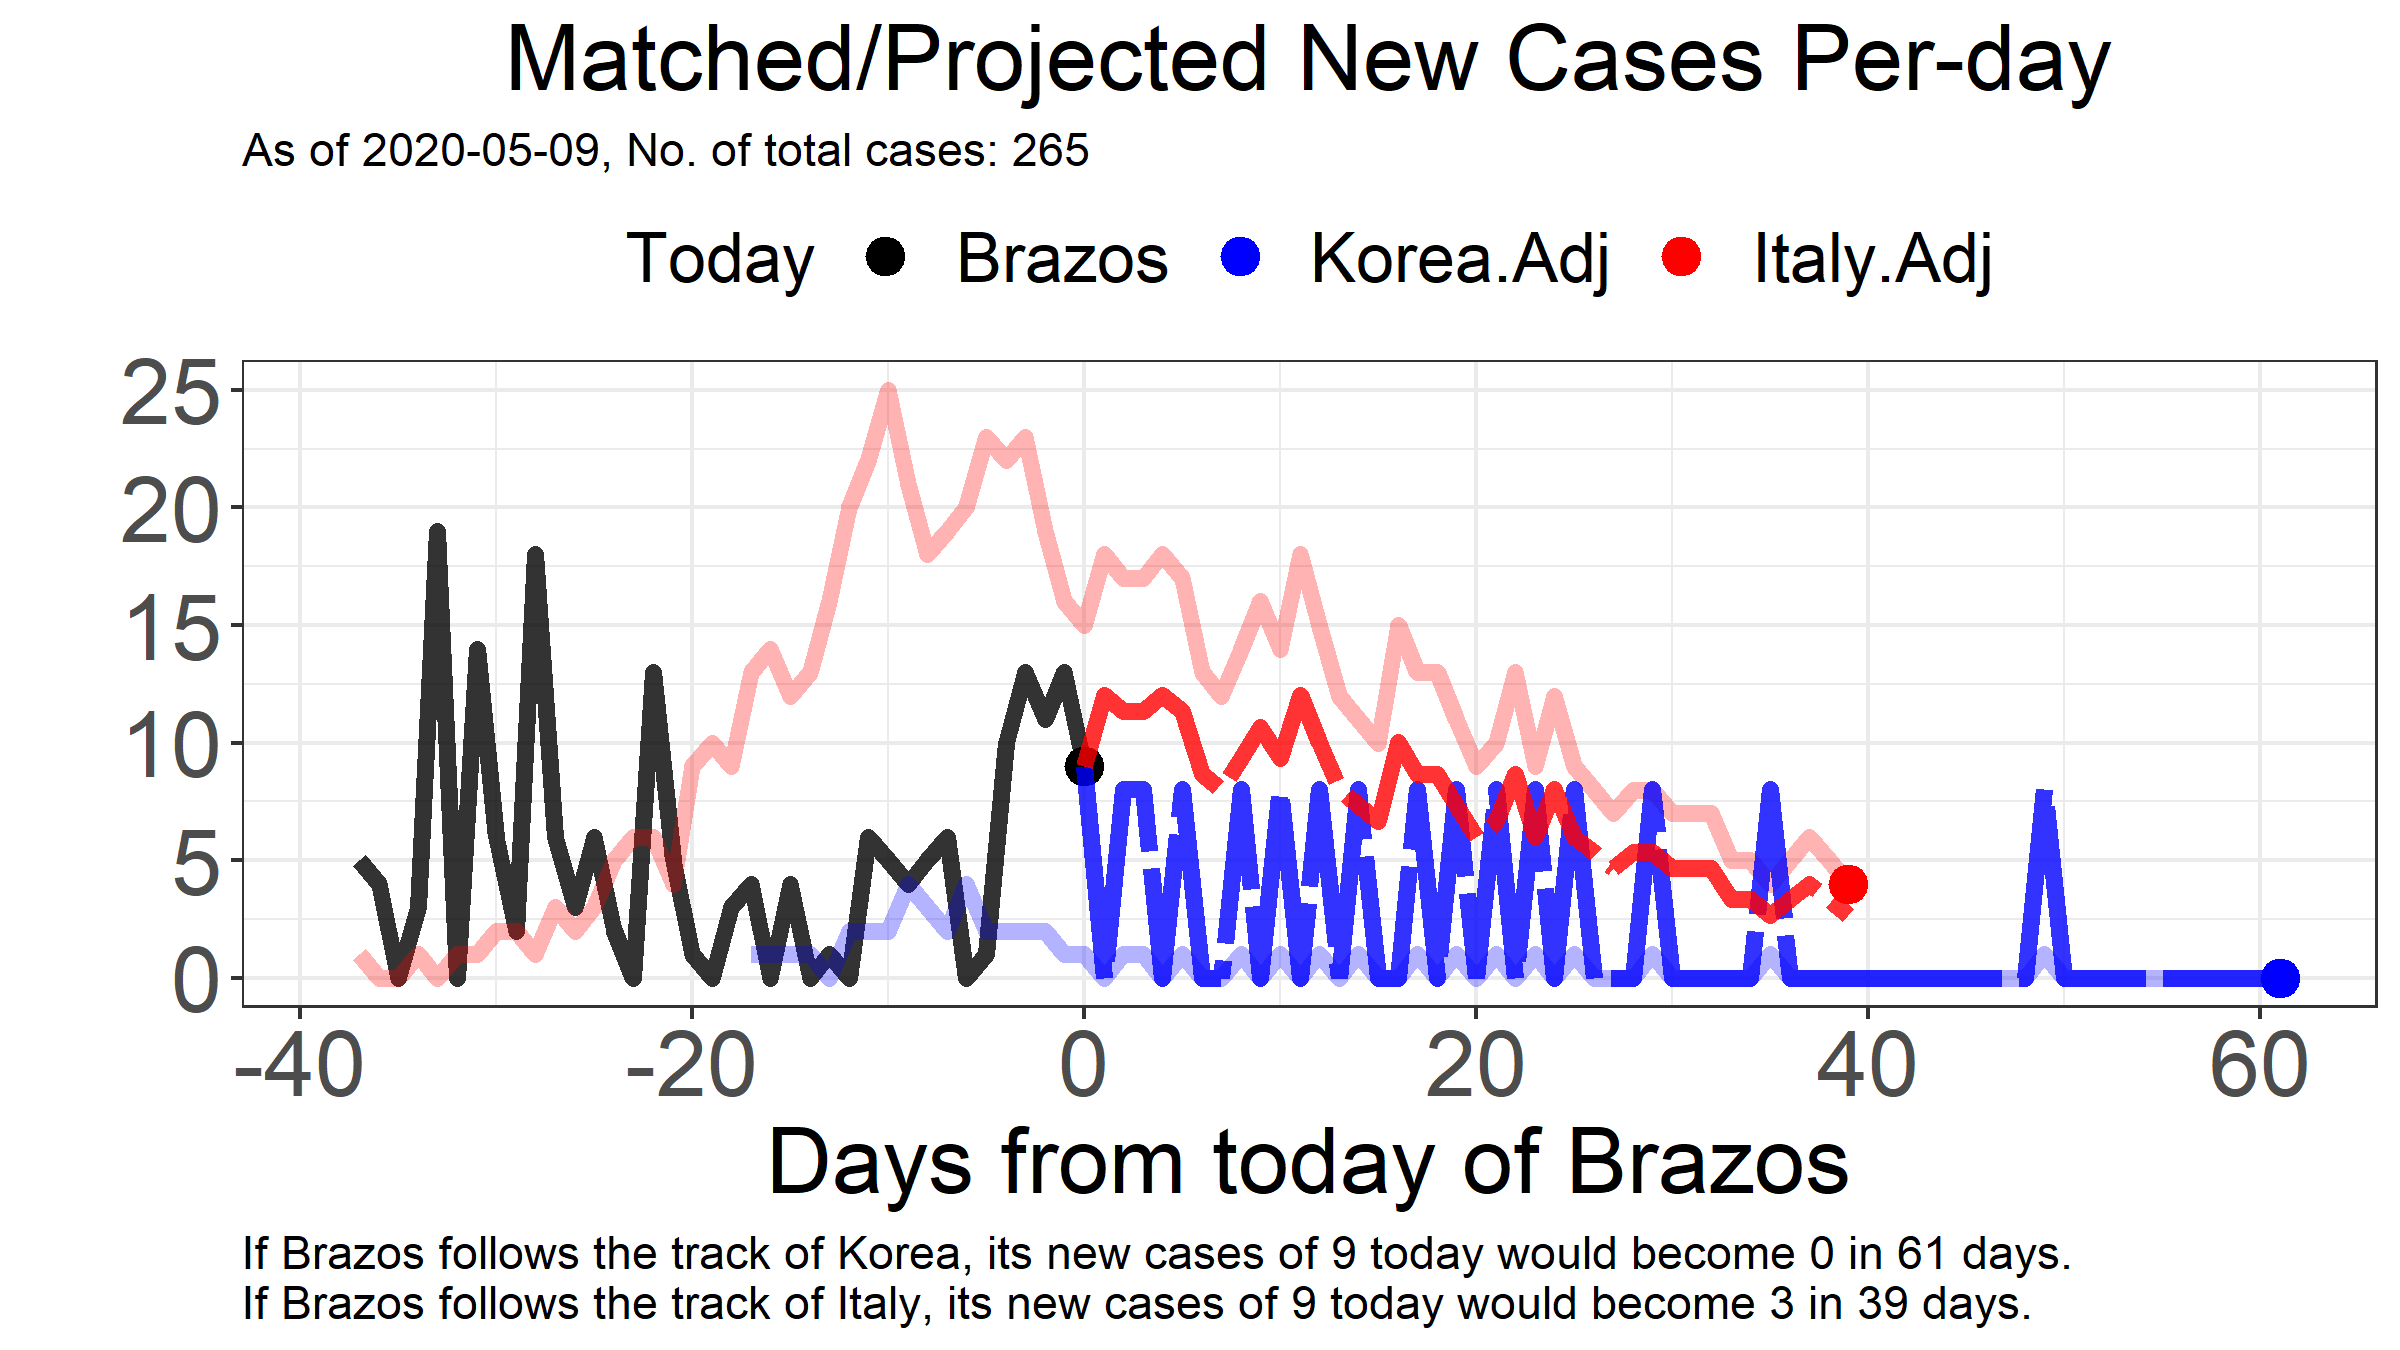 Matched/Projected New Cases Per-day
As of 2020-05-09, No. of total cases: 265
Today Brazos Korea.Adj Italy.Adj
25
20
15
10
5
0
-40 -20 0 20 40 60
Days from today of Brazos
If Brazos follows the track of Korea, its new cases of 9 today would become 0 in 61 days.
If Brazos follows the track of Italy, its new cases of 9 today would become 3 in 39 days.